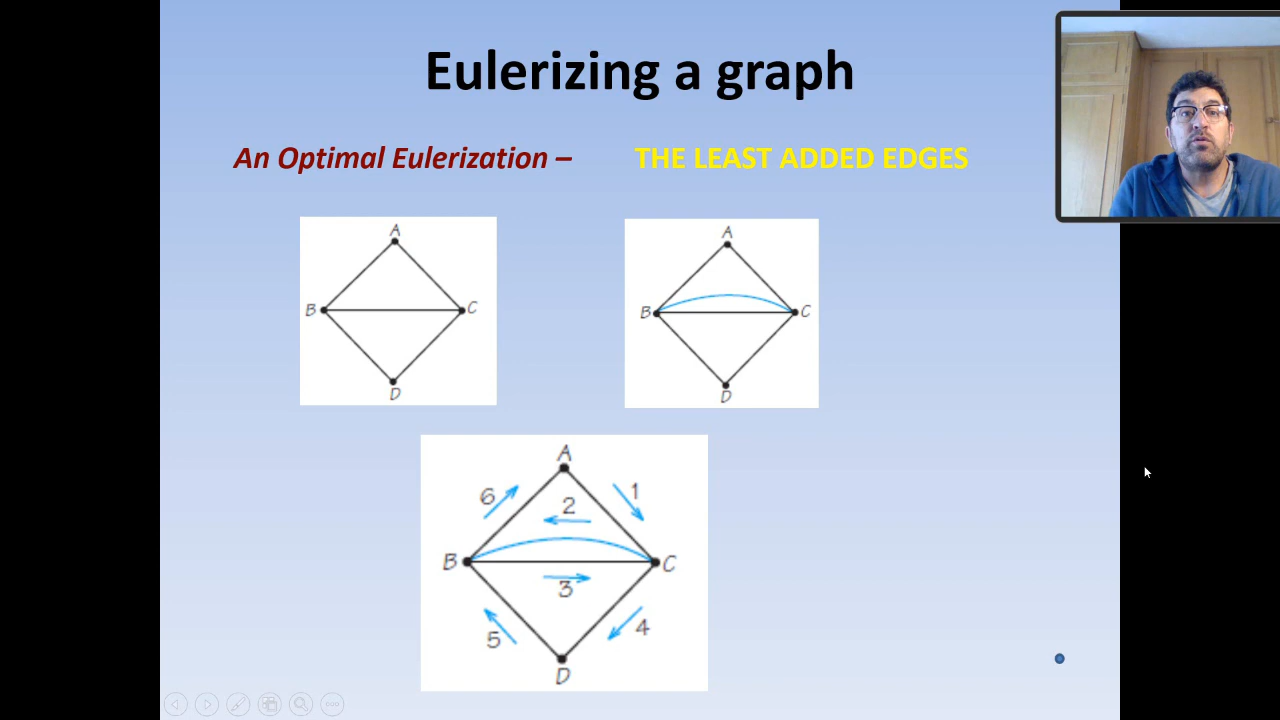 Eulerizing a graph
An Optimal Eulerization – THE LEAST ADDED EDGES
A
B
C
D
A
B
C
D
A
6
1
2
B
C
3
5
4
D